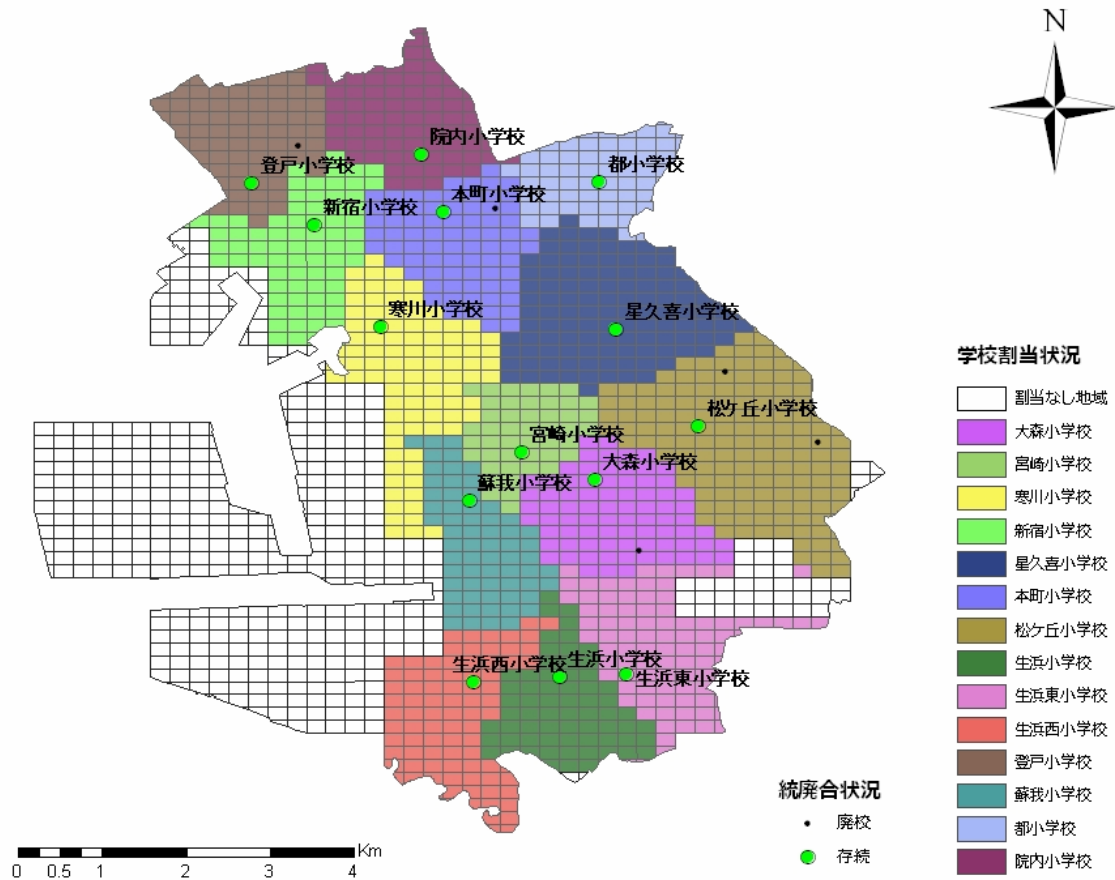 N
院内小学校
都小学校
登戸小学校
本町小学校
新宿小学校
寒川小学校
星久喜小学校
松ケ丘小学校
宮崎小学校
大森小学校
蘇我小学校
生浜西小学校
生浜小学校
生浜東小学校
学校割当状況
割当なし地域
大森小学校
宮崎小学校
寒川小学校
新宿小学校
星久喜小学校
本町小学校
松ケ丘小学校
生浜小学校
生浜東小学校
生浜西小学校
登戸小学校
蘇我小学校
都小学校
院内小学校
統廃合状況
廃校
存続
Km
0 0.5 1 2 3 4